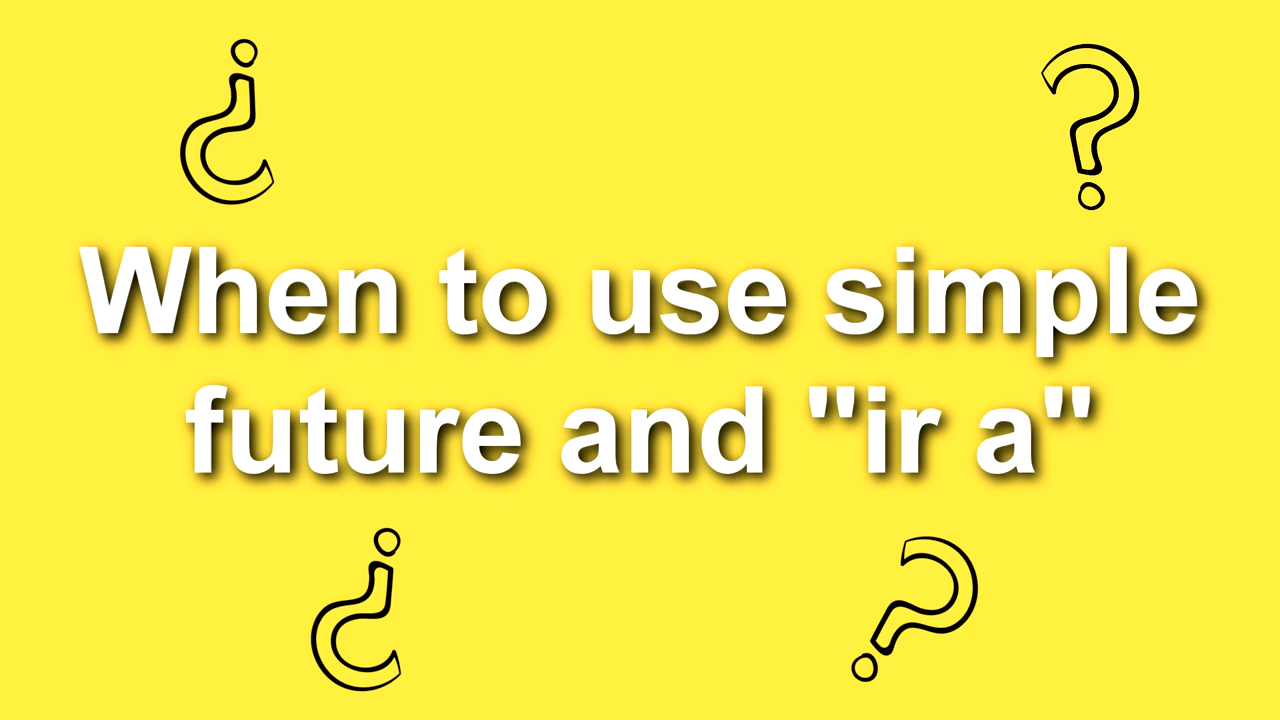 ¿ ?
When to use simple
future and "ir a"
¿ ?